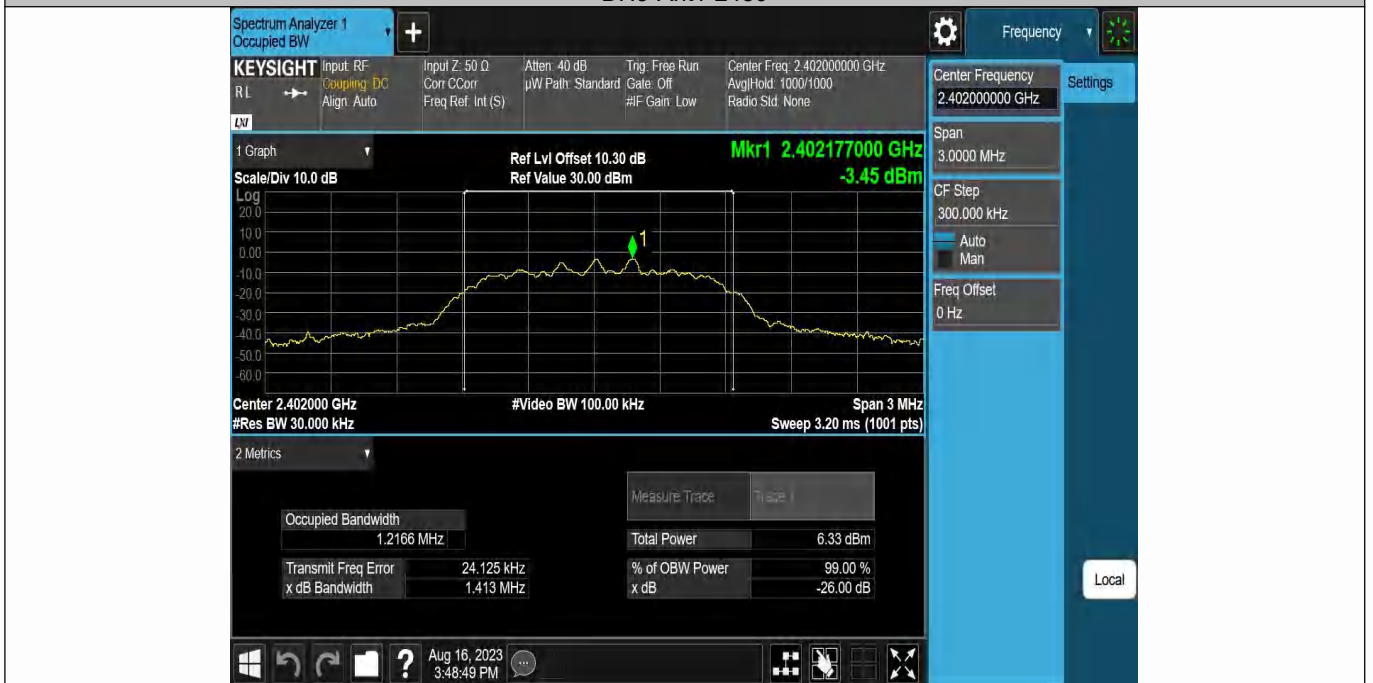 Spectrum Analyzer 1
Occupied BW
+
Frequency
KEYSIGHT Input: RF Input Z: 50 Ω Atten: 40 dB Trig: Free Run Center Freq: 2.402000000 GHz
RL Coupling: DC Corr CCorr µW Path: Standard Gate: Off Avg|Hold: 1000/1000
Align: Auto Freq Ref: Int (S) #IF Gain: Low Radio Std: None
LXI
Center Frequency
2.402000000 GHz
Settings
Span
3.0000 MHz
CF Step
300.000 kHz
Auto
Man
Freq Offset
0 Hz
Local
1 Graph
Ref Lvl Offset 10.30 dB
Mkr1 2.402177000 GHz
Scale/Div 10.0 dB
Ref Value 30.00 dBm
-3.45 dBm
Log
20.0
10.0
0.00
-10.0
-20.0
-30.0
-40.0
-50.0
-60.0
1
Center 2.402000 GHz #Video BW 100.00 kHz Span 3 MHz
#Res BW 30.000 kHz Sweep 3.20 ms (1001 pts)
2 Metrics
Measure Trace Trace 1
Occupied Bandwidth
1.2166 MHz
Total Power 6.33 dBm
Transmit Freq Error 24.125 kHz % of OBW Power 99.00 %
x dB Bandwidth 1.413 MHz x dB -26.00 dB
?
Aug 16, 2023
3:48:49 PM